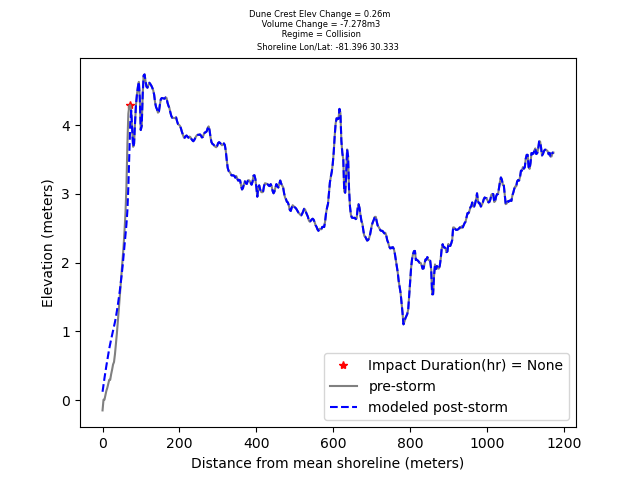 Dune Crest Elev Change = 0.26m
Volume Change = -7.278m3
Regime = Collision
Shoreline Lon/Lat: -81.396 30.333
4
3
2
1
0
Elevation (meters)
Impact Duration(hr) = None
pre-storm
modeled post-storm
0 200 400 600 800 1000 1200
Distance from mean shoreline (meters)